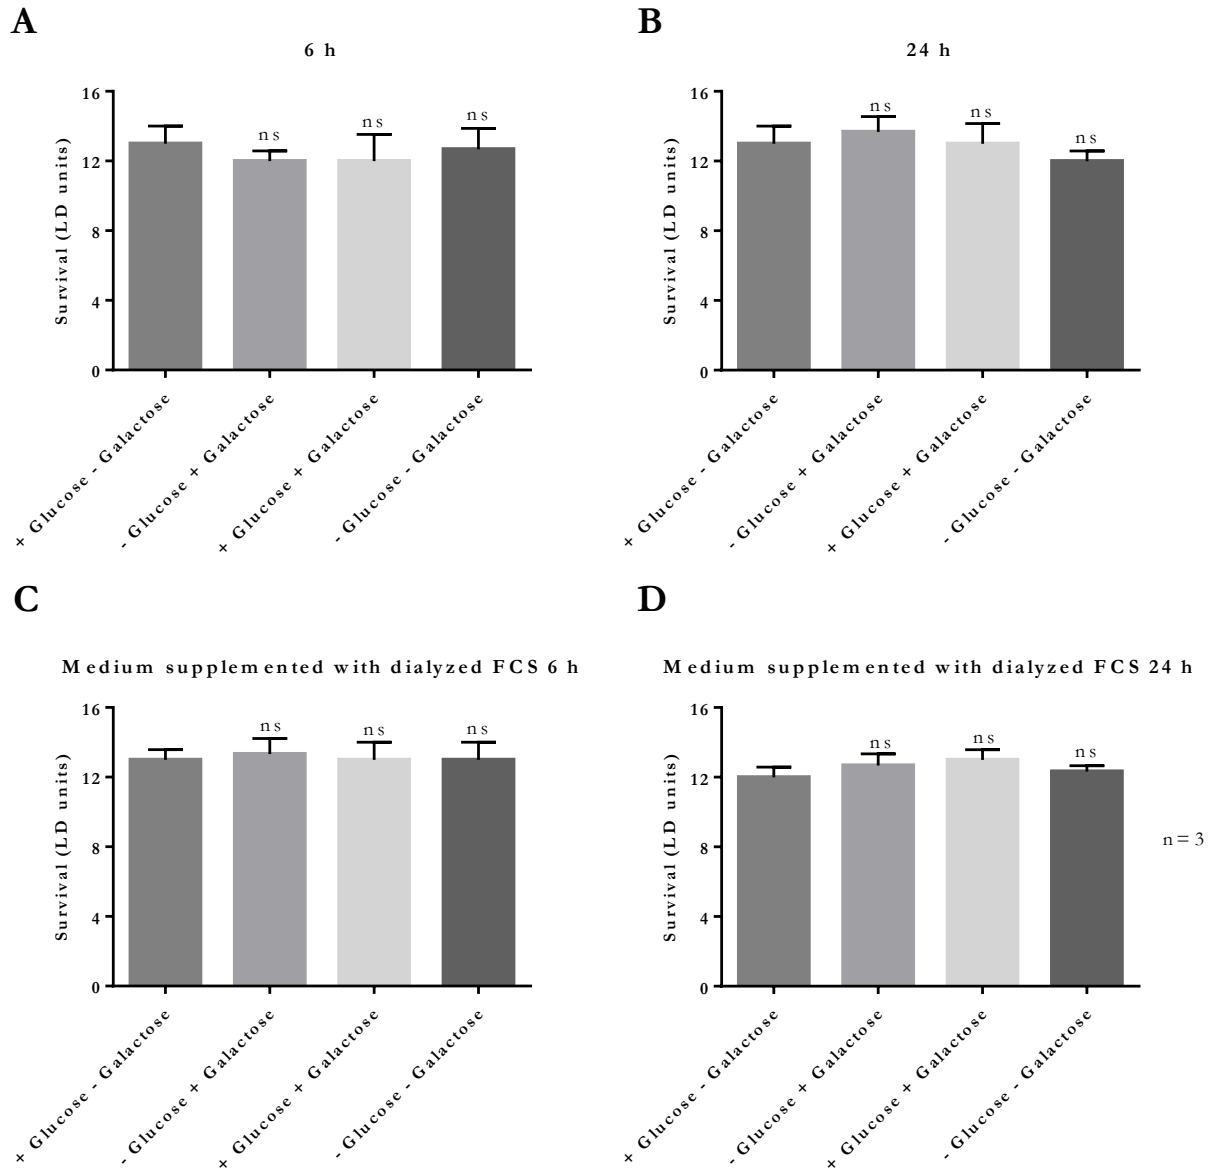 A
6 h
Survival (LD units)
16
12
8
4
0
ns
ns
ns
+ Glucose - Galactose
- Glucose + Galactose
+ Glucose + Galactose
- Glucose - Galactose
B
24 h
Survival (LD units)
16
12
8
4
0
ns
ns
ns
+ Glucose - Galactose
- Glucose + Galactose
+ Glucose + Galactose
- Glucose - Galactose
C
Medium supplemented with dialyzed FCS 6 h
Survival (LD units)
16
12
8
4
0
ns
ns
ns
+ Glucose - Galactose
- Glucose + Galactose
+ Glucose + Galactose
- Glucose - Galactose
D
Medium supplemented with dialyzed FCS 24 h
Survival (LD units)
16
12
8
4
0
ns
ns
ns
n = 3
+ Glucose - Galactose
- Glucose + Galactose
+ Glucose + Galactose
- Glucose - Galactose